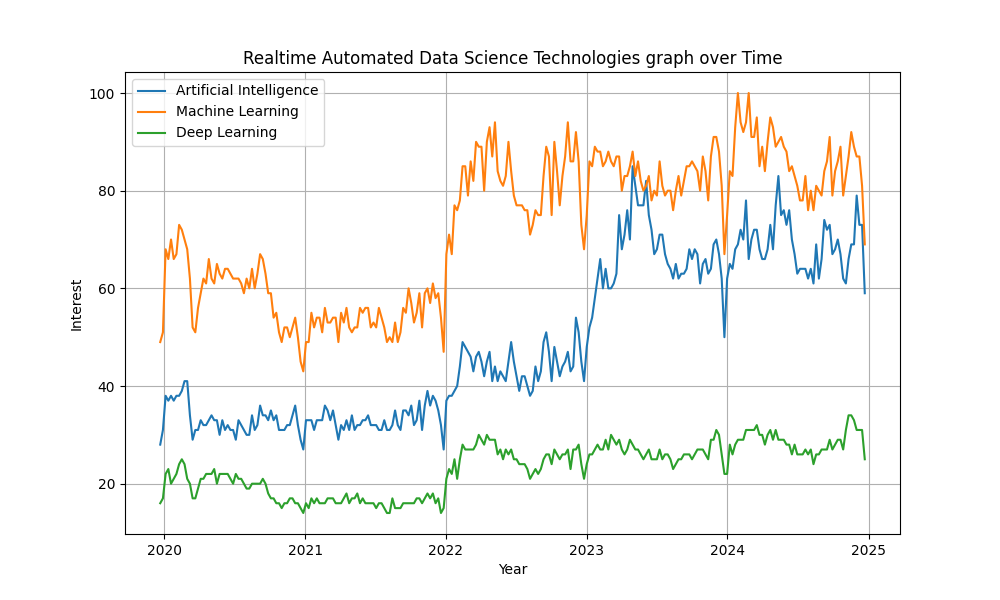 Realtime Automated Data Science Technologies graph over Time
Artificial Intelligence
Machine Learning
Deep Learning
100
80
60
40
20
Interest
2020 2021 2022 2023 2024 2025
Year